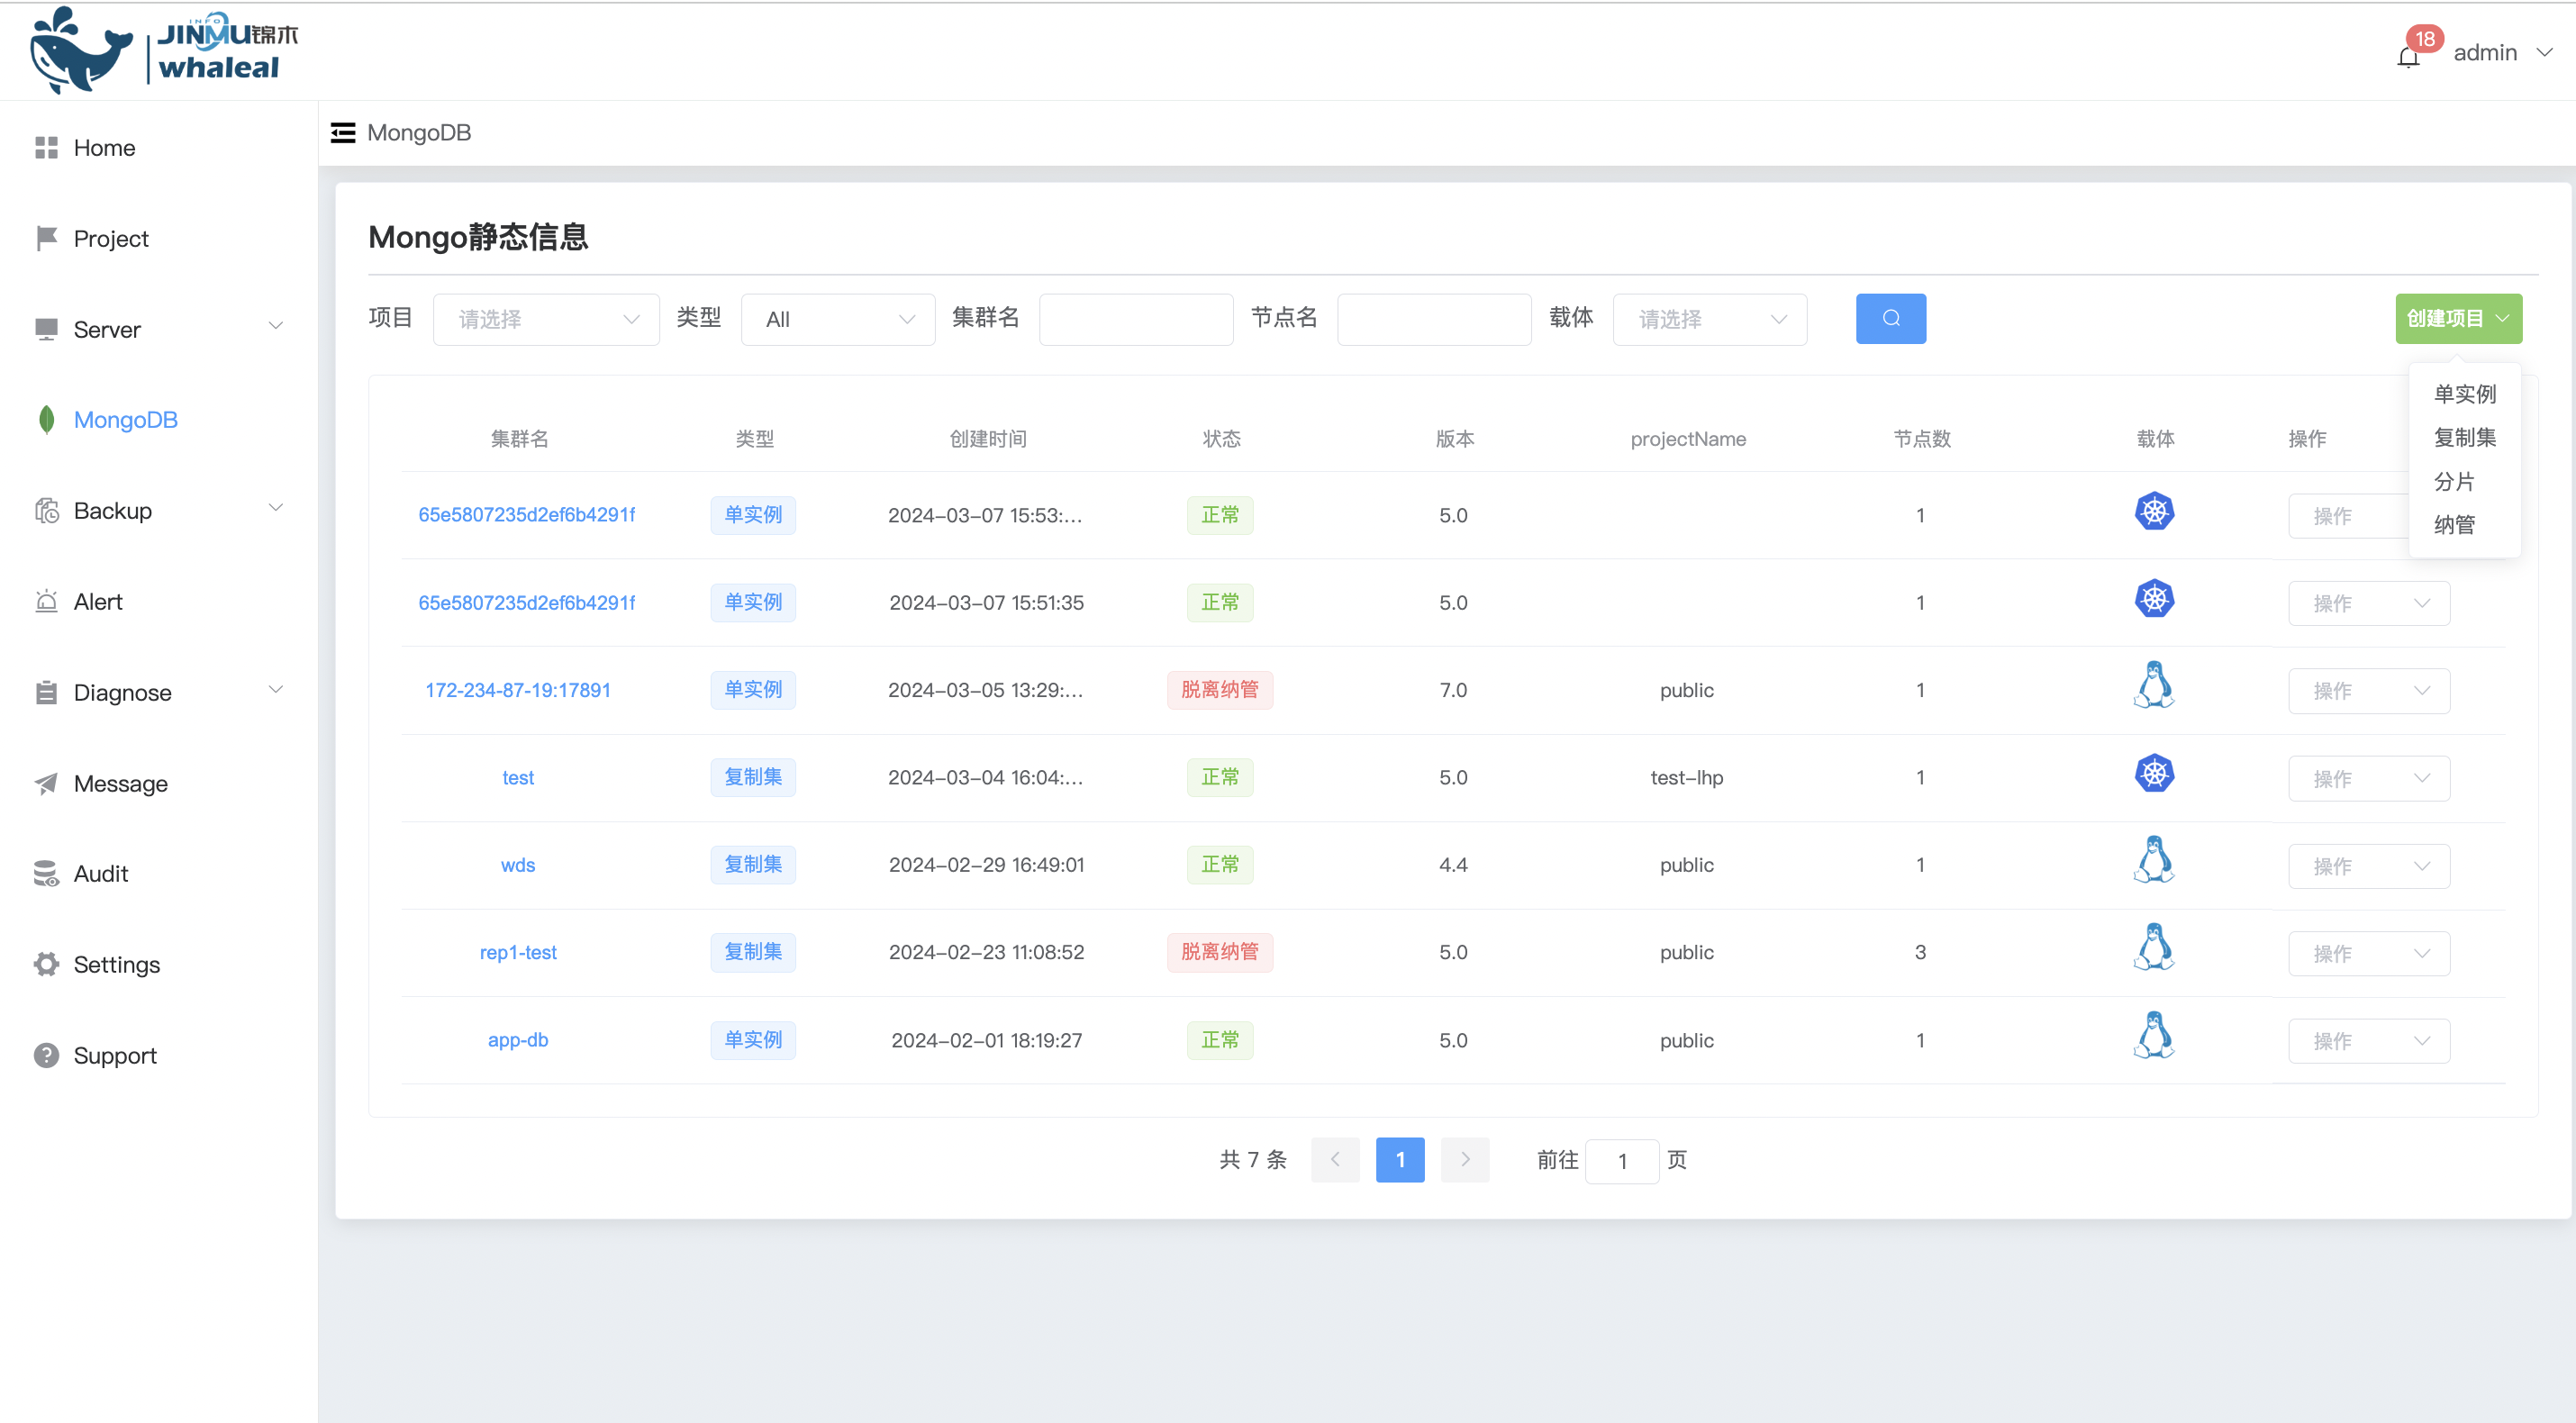 INFO
JINMU锦木
whaleal
18
admin
Home
Project
Server
MongoDB
Backup
Alert
Diagnose
Message
Audit
Settings
Support
MongoDB
Mongo静态信息
项目 请选择 类型 All 集群名 节点名 载体 请选择 创建项目
单实例
复制集
分片
纳管
集群名 类型 创建时间 状态 版本 projectName 节点数 载体 操作
65e5807235d2ef6b4291f 单实例 2024-03-07 15:53:... 正常 5.0 1 操作
65e5807235d2ef6b4291f 单实例 2024-03-07 15:51:35 正常 5.0 1 操作
172-234-87-19:17891 单实例 2024-03-05 13:29:... 脱离纳管 7.0 public 1 操作
test 复制集 2024-03-04 16:04:... 正常 5.0 test-lhp 1 操作
wds 复制集 2024-02-29 16:49:01 正常 4.4 public 1 操作
rep1-test 复制集 2024-02-23 11:08:52 脱离纳管 5.0 public 3 操作
app-db 单实例 2024-02-01 18:19:27 正常 5.0 public 1 操作
共 7 条 1 前往 1 页